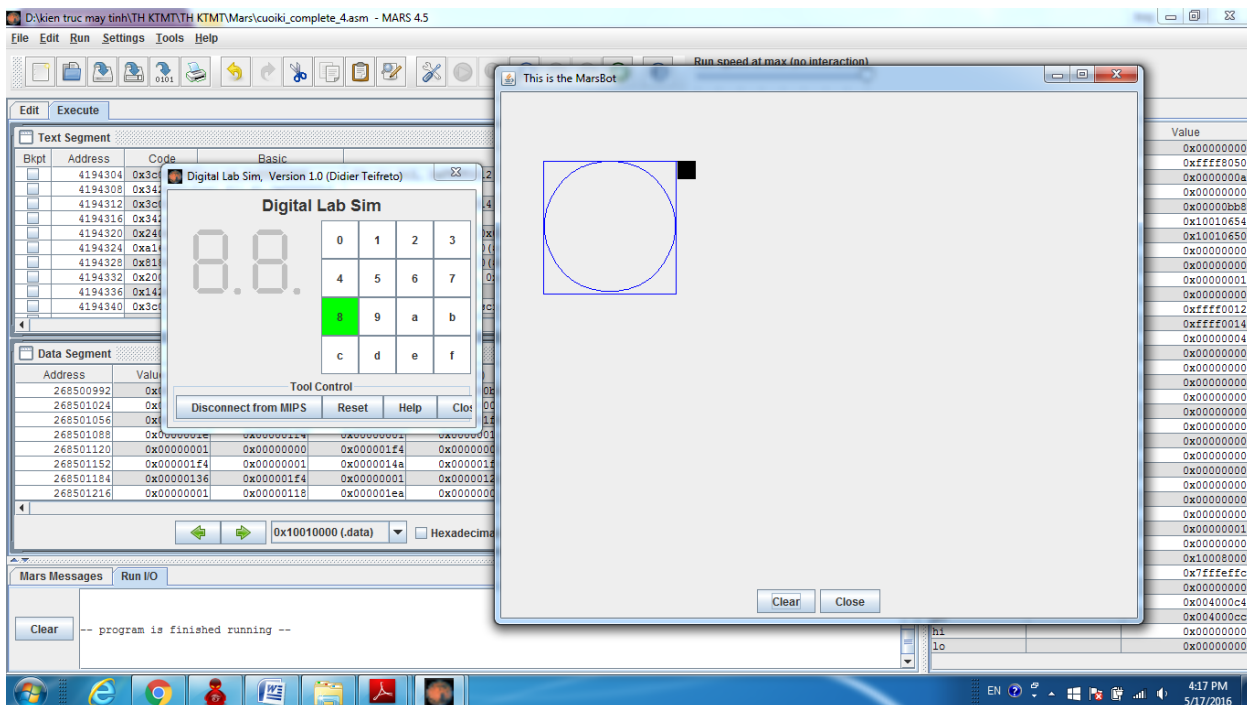 D:\kien truc may tinh\TH KTMT\TH KTMT\Mars\cuoiki_complete_4.asm - MARS 4.5
File Edit Run Settings Tools Help
Run speed at max (no interaction)
This is the MarsBot
Edit Execute
Text Segment
Value
Bkpt Address Code Basic
4194304
4194308
4194312
4194316
4194320
4194324
4194328
4194332
4194336
4194340
Digital Lab Sim, Version 1.0 (Didier Teifreto)
Digital Lab Sim
0 1 2 3
4 5 6 7
8 9 a b
c d e f
Tool Control
Disconnect from MIPS Reset Help
0x00000000
0xffff8050
0x0000000a
0x00000000
0x00000bb8
0x10010654
0x10010650
0x00000000
0x00000000
0x00000001
0x00000000
0xffff0012
0xffff0014
0x00000004
0x00000000
0x00000000
0x00000000
0x00000000
0x00000000
0x00000000
0x00000000
0x00000000
0x00000000
0x00000000
0x00000000
0x00000000
0x00000001
0x00000000
0x10008000
0x7fffeffc
0x00000000
0x004000c4
0x004000cc
hi 0x00000000
lo 0x00000000
Data Segment
Address
268500992
268501024
268501056
268501088
268501120 0x00000001 0x00000000 0x000001f4
268501152 0x000001f4 0x00000001 0x0000014a
268501184 0x00000136 0x000001f4 0x00000001
268501216 0x00000001 0x00000118 0x000001ea
0x10010000 (.data)
Mars Messages Run I/O
Clear
-- program is finished running --
Clear Close
EN
4:17 PM
5/17/2016